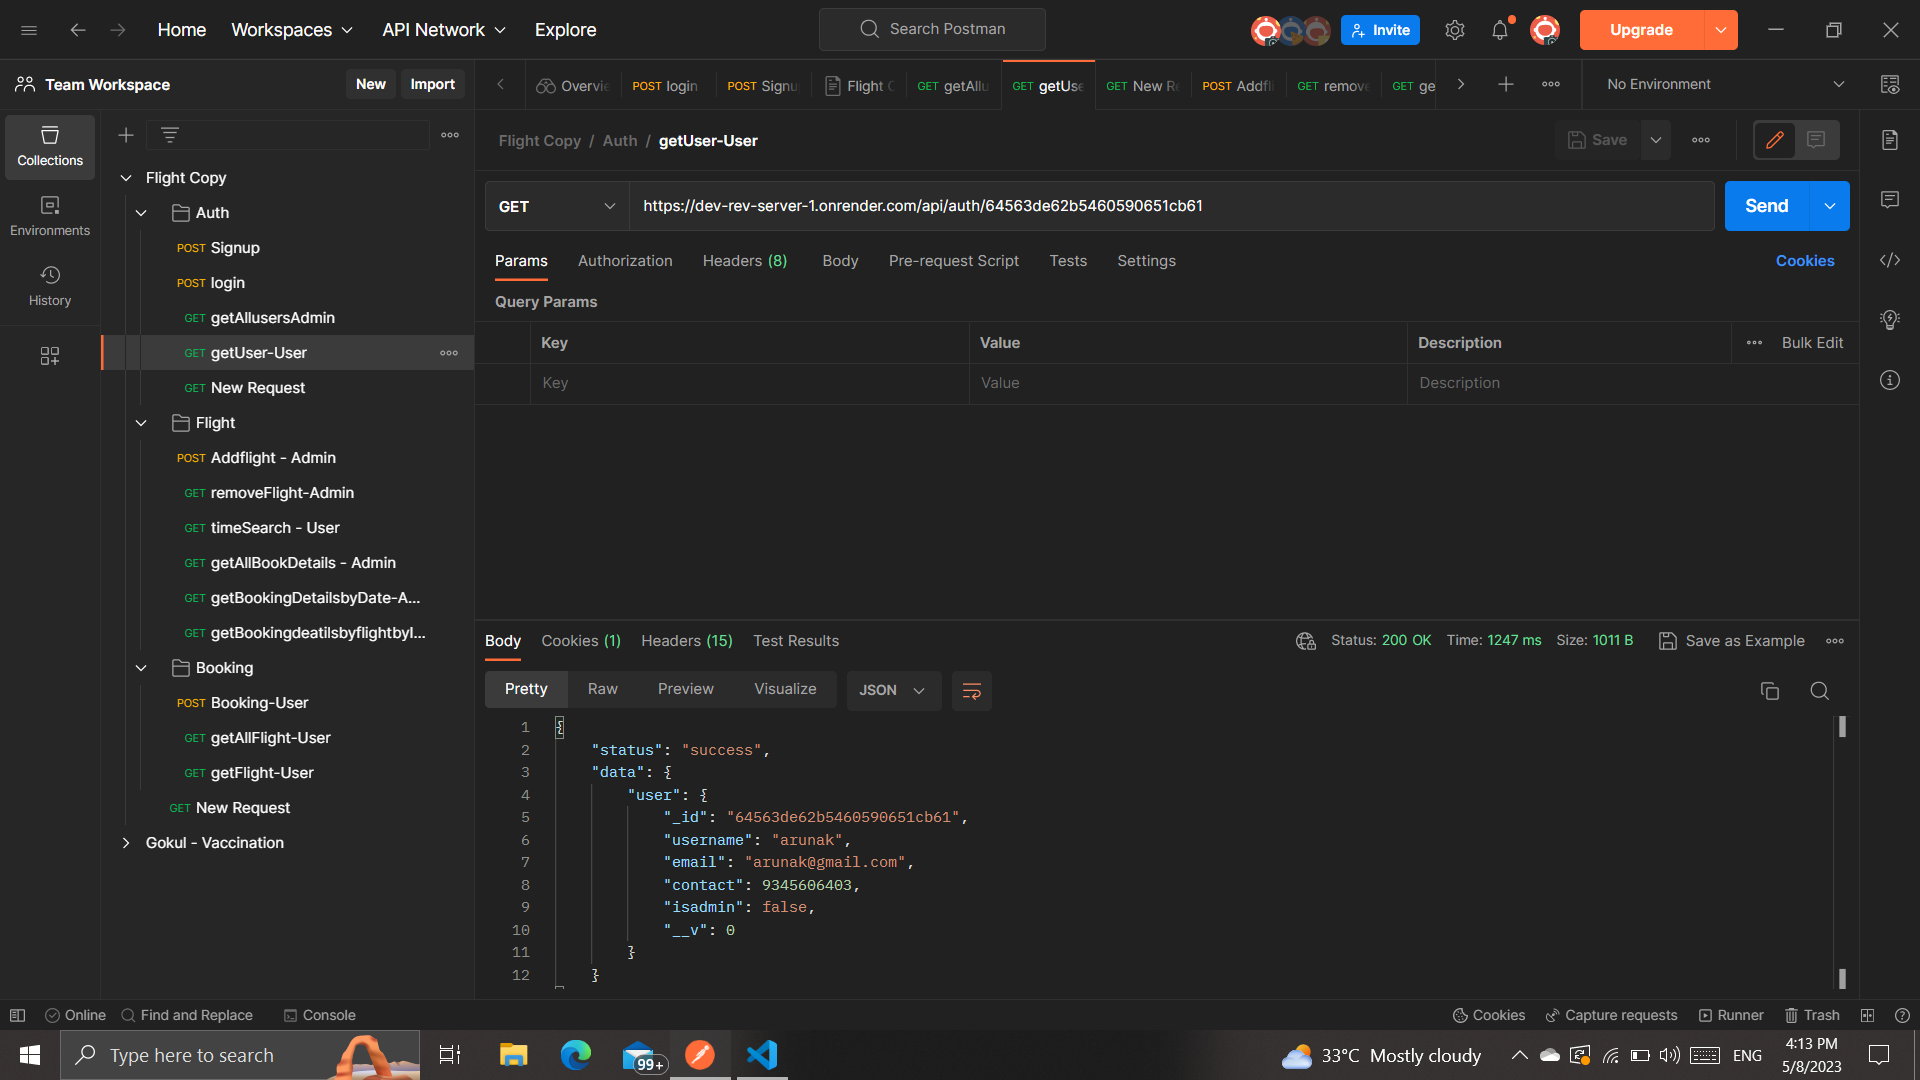 Home
Workspaces
API Network
Explore
Search Postman
Invite
Upgrade
Team Workspace
New
Import
Overvie
POST login
POST Signu
Flight C
GET getAllu
GET getUse
GET New Re
POST Addfli
GET remove
GET ge
No Environment
Collections
Environments
History
Flight Copy
Auth
POST Signup
POST login
GET getAllusersAdmin
GET getUser-User
GET New Request
Flight
POST Addflight - Admin
GET removeFlight-Admin
GET timeSearch - User
GET getAllBookDetails - Admin
GET getBookingDetailsbyDate-A...
GET getBookingdeatilsbyflightbyI...
Booking
POST Booking-User
GET getAllFlight-User
GET getFlight-User
GET New Request
Gokul - Vaccination
Flight Copy / Auth / getUser-User
Save
GET
https://dev-rev-server-1.onrender.com/api/auth/64563de62b5460590651cb61
Send
Params
Authorization
Headers (8)
Body
Pre-request Script
Tests
Settings
Cookies
Query Params
Key
Value
Description
Bulk Edit
Key
Value
Description
Body
Cookies (1)
Headers (15)
Test Results
Status: 200 OK
Time: 1247 ms
Size: 1011 B
Save as Example
Pretty
Raw
Preview
Visualize
JSON
1 {
2 "status": "success",
3 "data": {
4 "user": {
5 "_id": "64563de62b5460590651cb61",
6 "username": "arunak",
7 "email": "arunak@gmail.com",
8 "contact": 9345606403,
9 "isadmin": false,
10 "__v": 0
11 }
12 }
Online
Find and Replace
Console
Cookies
Capture requests
Runner
Trash
Type here to search
99+
33°C Mostly cloudy
ENG
4:13 PM
5/8/2023